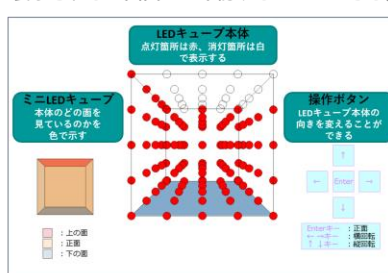 LEDキューブ本体
点灯箇所は赤、消灯箇所は白
で表示する
ミニLEDキューブ
本体のどの面を
見ているのかを
色で示す
操作ボタン
LEDキューブ本体の
向きを変えることが
できる
↑
← Enter →
↓
:上の面
:正面
:下の面
Enterキー :正面
← →キー :横回転
↑ ↓キー :縦回転